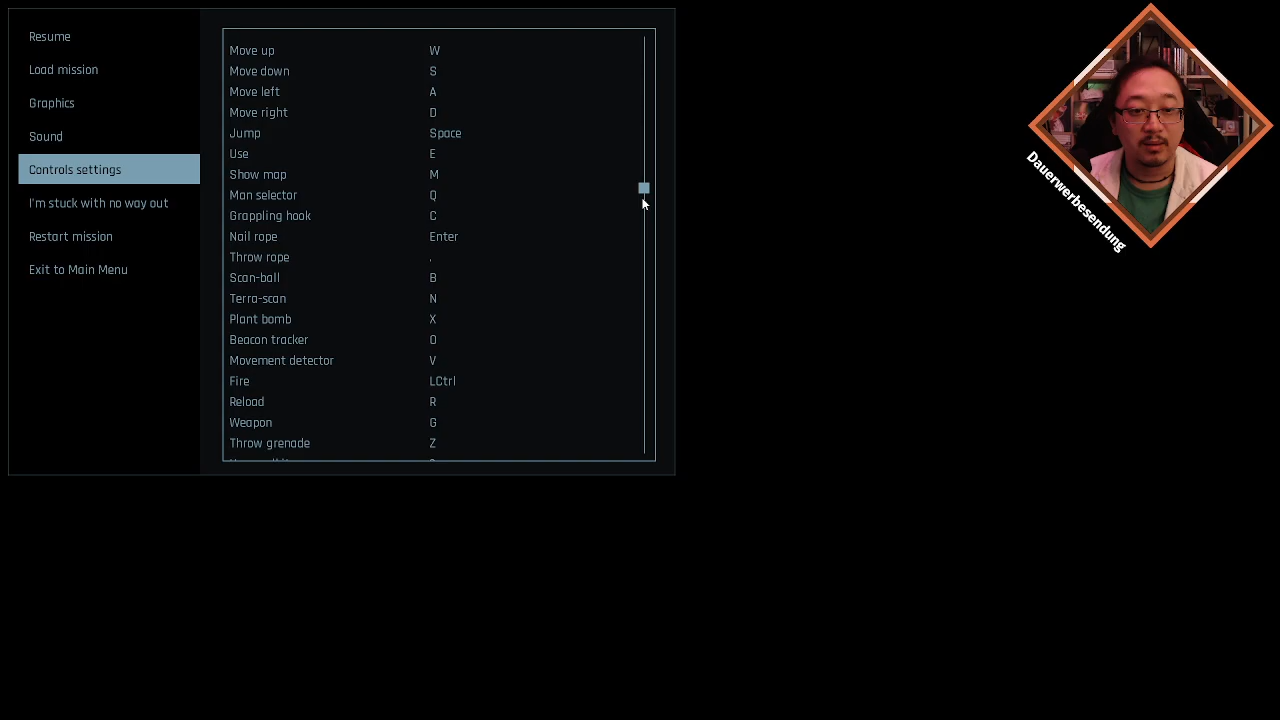 Resume
Load mission
Graphics
Sound
Controls settings
I'm stuck with no way out
Restart mission
Exit to Main Menu
Move up W
Move down S
Move left A
Move right D
Jump Space
Use E
Show map M
Man selector Q
Grappling hook C
Nail rope Enter
Throw rope .
Scan-ball B
Terra-scan N
Plant bomb X
Beacon tracker O
Movement detector V
Fire LCtrl
Reload R
Weapon G
Throw grenade Z
Dauerwerbesendung